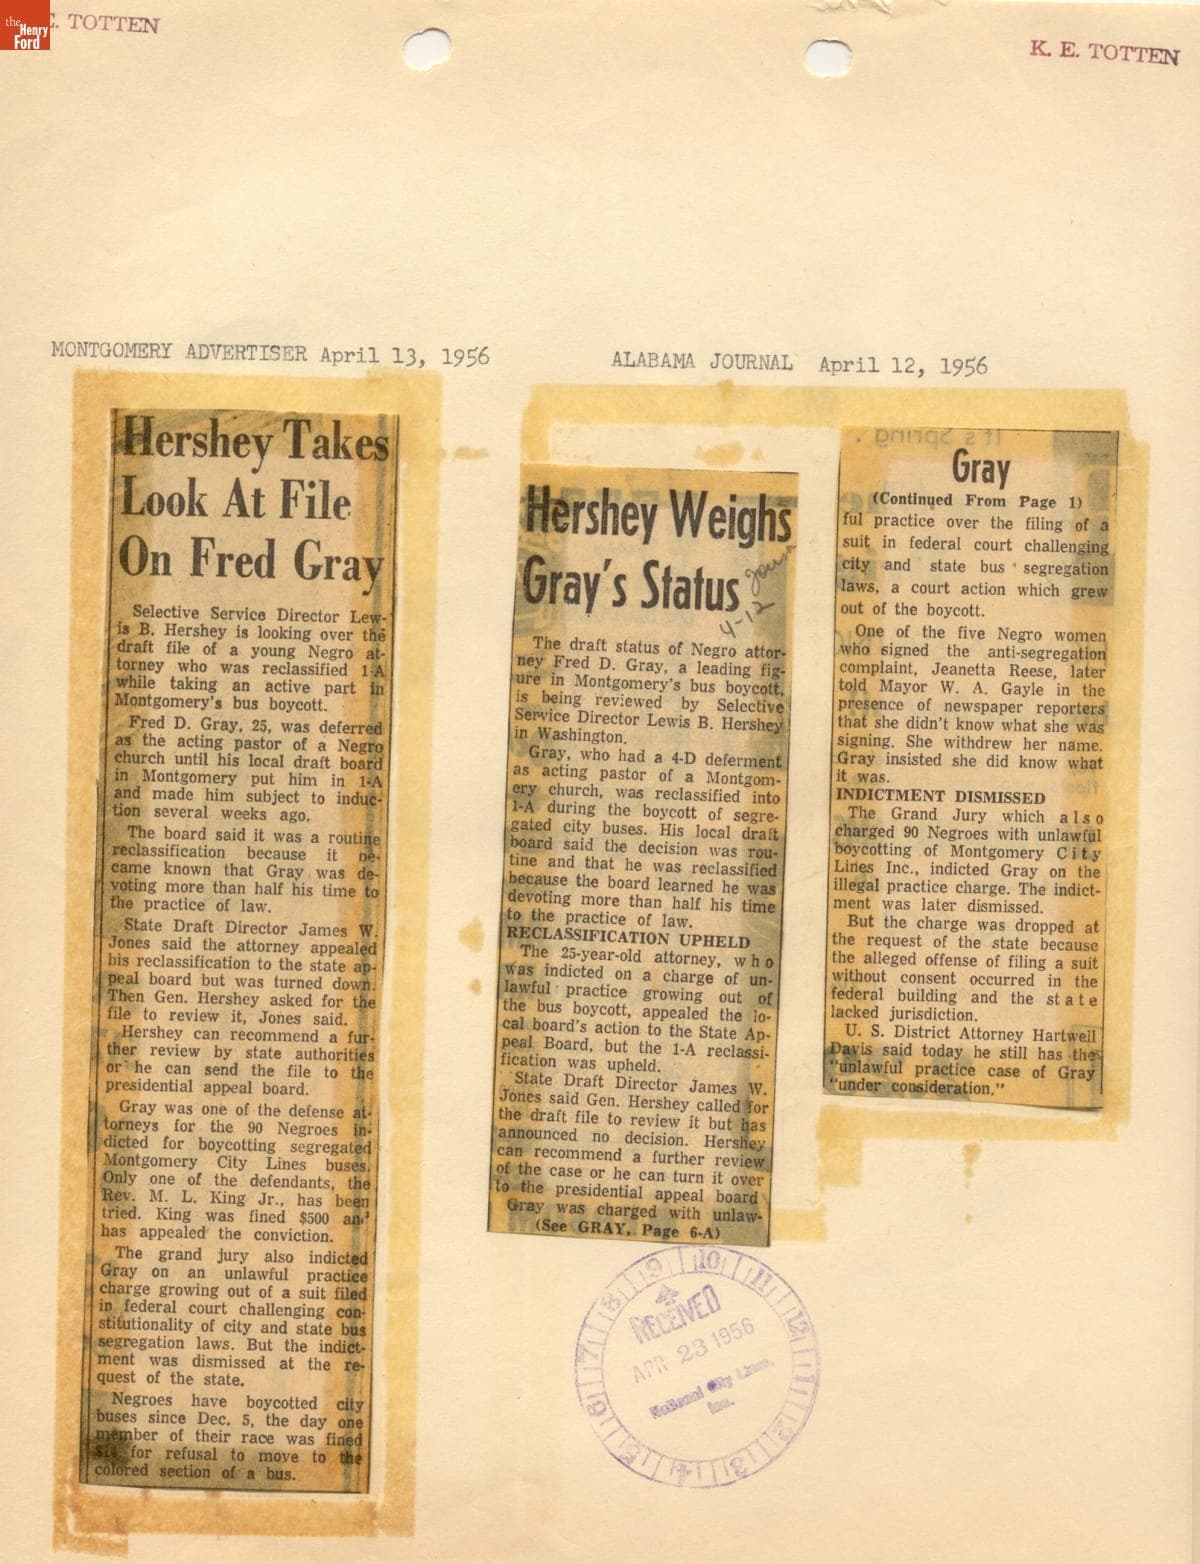 the
Henry
Ford
E. TOTTEN
K. E. TOTTEN
MONTGOMERY ADVERTISER April 13, 1956
Hershey Takes
Look At File
On Fred Gray
Selective Service Director Lew-
is B. Hershey is looking over the
draft file of a young Negro at-
torney who was reclassified 1-A
while taking an active part in
Montgomery's bus boycott.
Fred D. Gray, 25, was deferred
as the acting pastor of a Negro
church until his local draft board
in Montgomery put him in 1-A
and made him subject to induc-
tion several weeks ago.
The board said it was a routine
reclassification because it be-
came known that Gray was de-
voting more than half his time to
the practice of law.
State Draft Director James W.
Jones said the attorney appealed
his reclassification to the state ap-
peal board but was turned down.
Then Gen. Hershey asked for the
file to review it, Jones said.
Hershey can recommend a fur-
ther review by state authorities
or he can send the file to the
presidential appeal board.
Gray was one of the defense at-
torneys for the 90 Negroes in-
dicted for boycotting segregated
Montgomery City Lines buses.
Only one of the defendants, the
Rev. M. L. King Jr., has been
tried. King was fined $500 an'
has appealed the conviction.
The grand jury also indicted
Gray on an unlawful practice
charge growing out of a suit filed
in federal court challenging con-
stitutionality of city and state bus
segregation laws. But the indict-
ment was dismissed at the re-
quest of the state.
Negroes have boycotted city
buses since Dec. 5, the day one
member of their race was fined
$14 for refusal to move to the
colored section of a bus.
ALABAMA JOURNAL April 12, 1956
Hershey Weighs
Gray's Status
Jour
4-12
The draft status of Negro attor-
ney Fred D. Gray, a leading fig-
ure in Montgomery's bus boycott,
is being reviewed by Selective
Service Director Lewis B. Hershey
in Washington.
Gray, who had a 4-D deferment
as acting pastor of a Montgom-
ery church, was reclassified into
1-A during the boycott of segre-
gated city buses. His local draft
board said the decision was rou-
tine and that he was reclassified
because the board learned he was
devoting more than half his time
to the practice of law.
RECLASSIFICATION UPHELD
The 25-year-old attorney, who
was indicted on a charge of un-
lawful practice growing out of
the bus boycott, appealed the lo-
cal board's action to the State Ap-
peal Board, but the 1-A reclassi-
fication was upheld.
State Draft Director James W.
Jones said Gen. Hershey called for
the draft file to review it but has
announced no decision. Hershey
can recommend a further review
of the case or he can turn it over
to the presidential appeal board
Gray was charged with unlaw-
(See GRAY, Page 6-A)
It's Spring
Gray
(Continued From Page 1)
ful practice over the filing of a
suit in federal court challenging
city and state bus segregation
laws, a court action which grew
out of the boycott.
One of the five Negro women
who signed the anti-segregation
complaint, Jeanetta Reese, later
told Mayor W. A. Gayle in the
presence of newspaper reporters
that she didn't know what she was
signing. She withdrew her name.
Gray insisted she did know what
it was.
INDICTMENT DISMISSED
The Grand Jury which also
charged 90 Negroes with unlawful
boycotting of Montgomery City
Lines Inc., indicted Gray on the
illegal practice charge. The indict-
ment was later dismissed.
But the charge was dropped at
the request of the state because
the alleged offense of filing a suit
without consent occurred in the
federal building and the state
lacked jurisdiction.
U. S. District Attorney Hartwell
Davis said today he still has the
"unlawful practice case of Gray
"under consideration."
9 10 11 12 1 2 3 4 5 6 7 8
RECEIVED
APR 23 1956
National City Lines,
Inc.